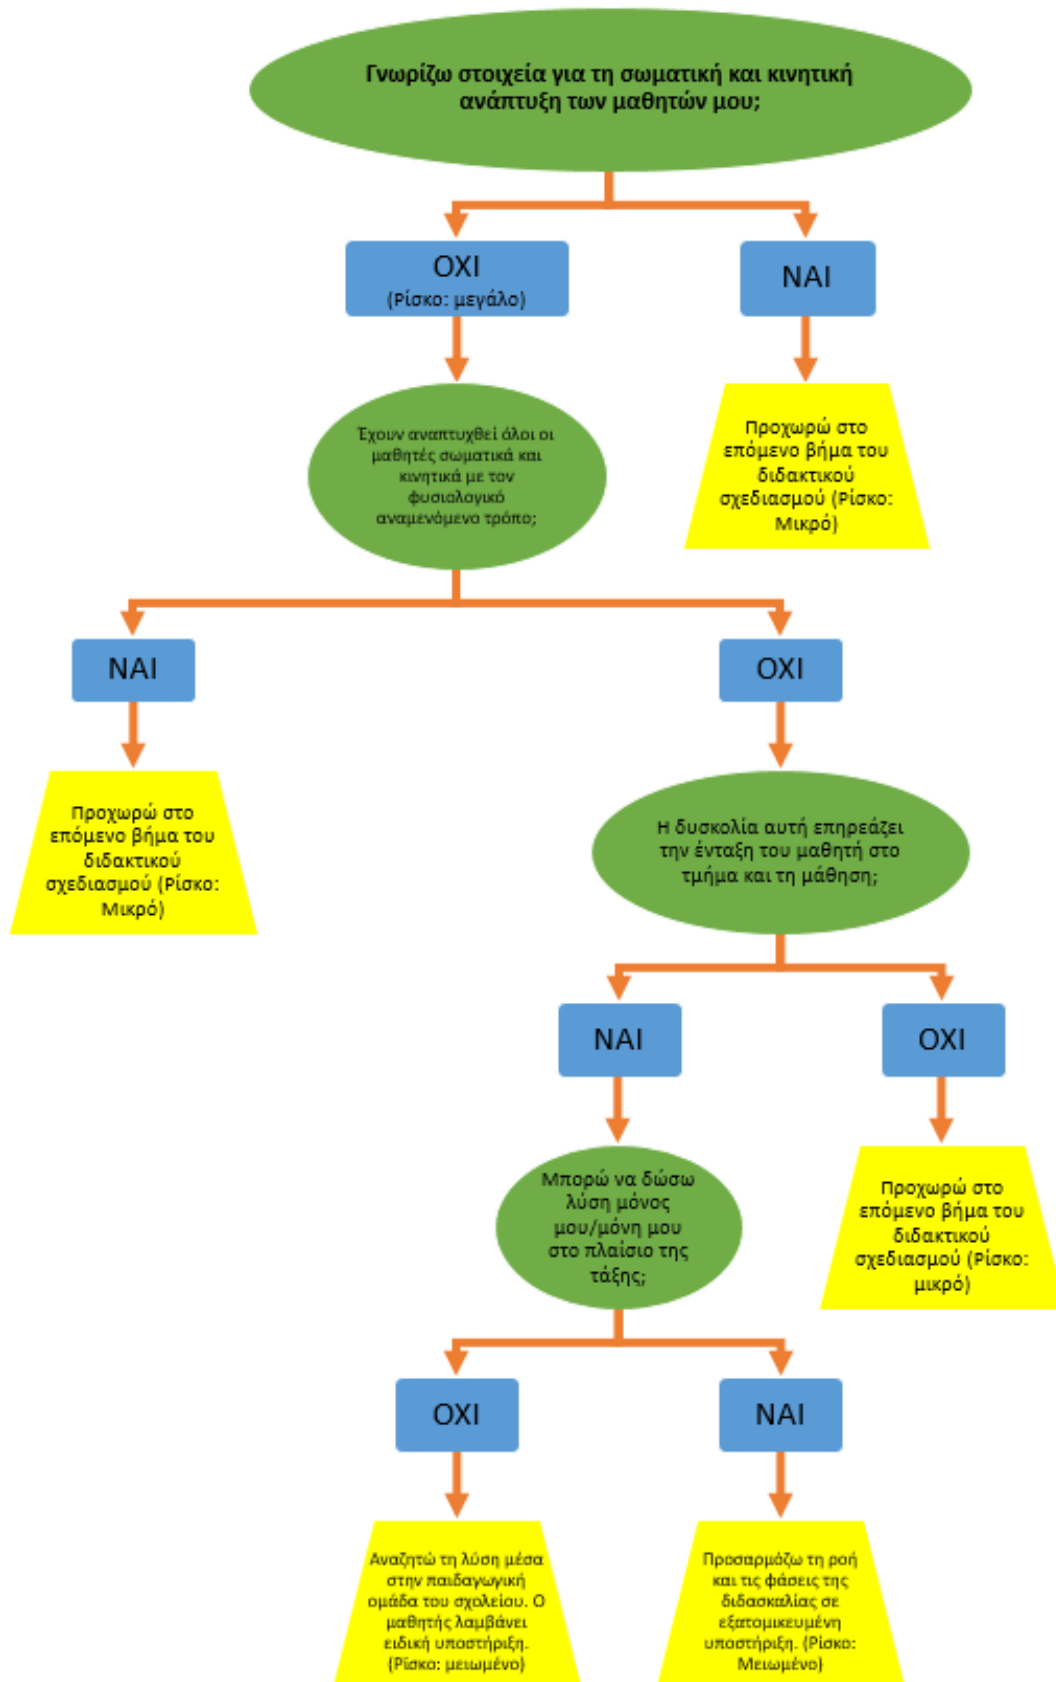 Γνωρίζω στοιχεία για τη σωματική και κινητική
ανάπτυξη των μαθητών μου;
ΟΧΙ
(Ρίσκο: μεγάλο)
ΝΑΙ
Έχουν αναπτυχθεί όλοι οι
μαθητές σωματικά και
κινητικά με τον
φυσιολογικό
αναμενόμενο τρόπο;
Προχωρώ στο
επόμενο βήμα του
διδακτικού
σχεδιασμού (Ρίσκο:
Μικρό)
ΝΑΙ
ΟΧΙ
Προχωρώ στο
επόμενο βήμα του
διδακτικού
σχεδιασμού (Ρίσκο:
Μικρό)
Η δυσκολία αυτή επηρεάζει
την ένταξη του μαθητή στο
τμήμα και τη μάθηση;
ΝΑΙ
ΟΧΙ
Μπορώ να δώσω
λύση μόνος
μου/μόνη μου
στο πλαίσιο της
τάξης;
Προχωρώ στο
επόμενο βήμα του
διδακτικού
σχεδιασμού (Ρίσκο:
μικρό)
ΟΧΙ
ΝΑΙ
Αναζητώ τη λύση μέσα
στην παιδαγωγική
ομάδα του σχολείου. Ο
μαθητής λαμβάνει
ειδική υποστήριξη.
(Ρίσκο: μειωμένο)
Προσαρμόζω τη ροή
και τις φάσεις της
διδασκαλίας σε
εξατομικευμένη
υποστήριξη. (Ρίσκο:
Μειωμένο)